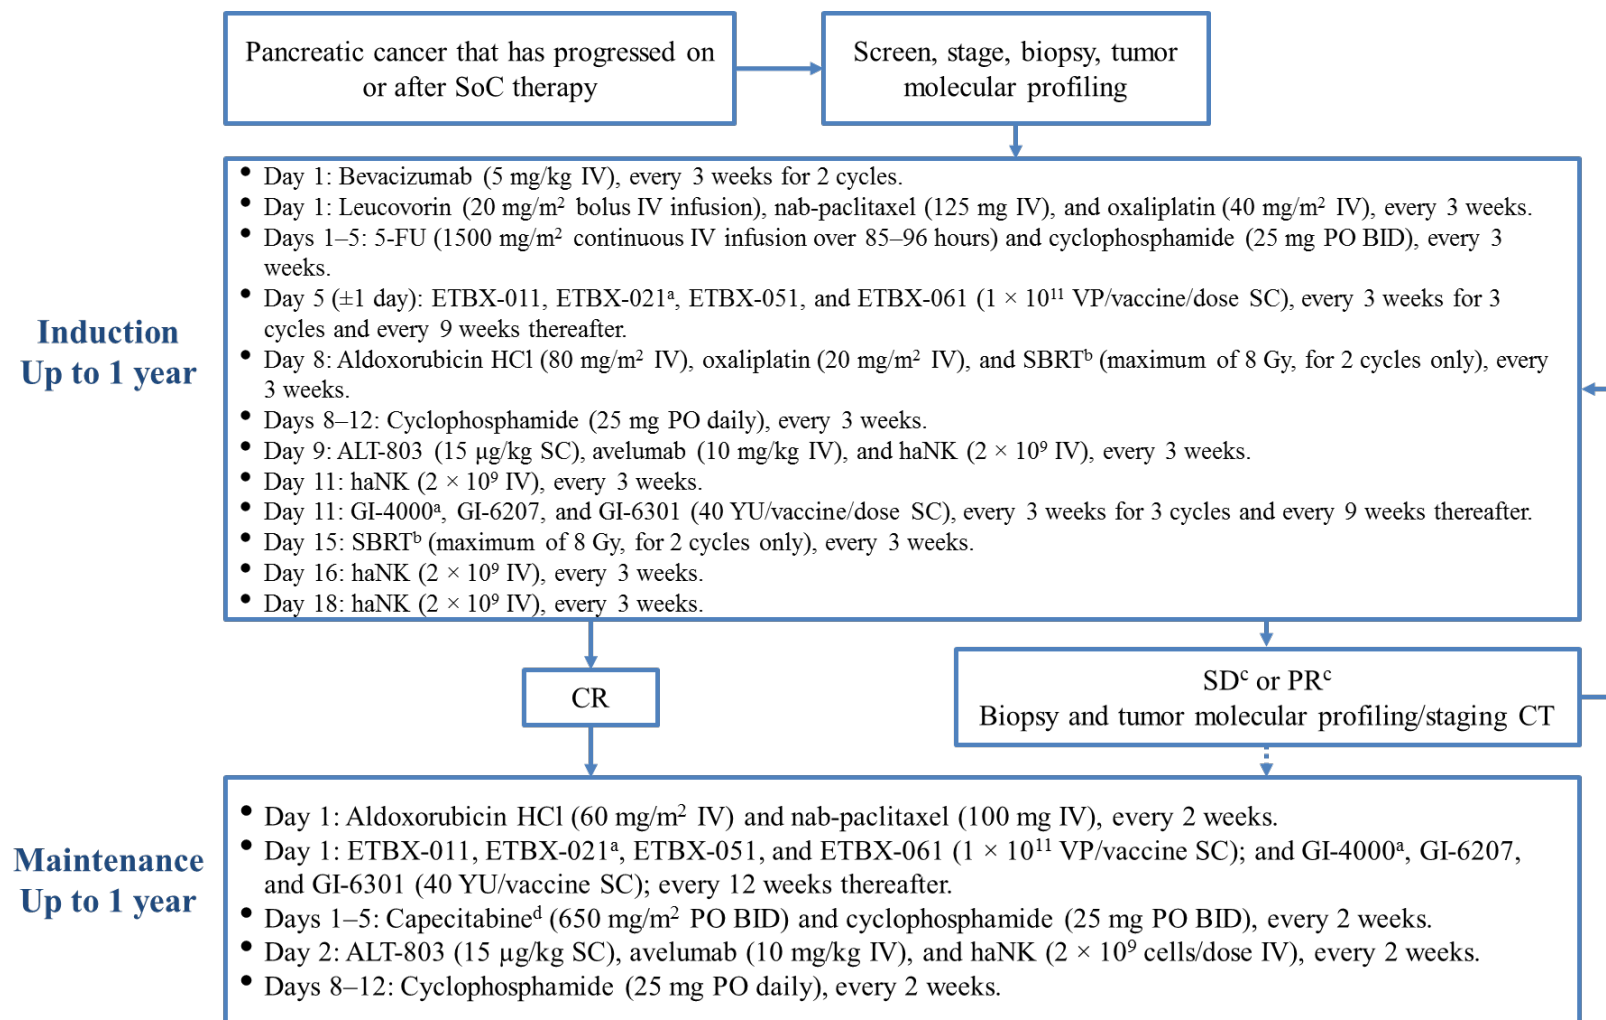 Pancreatic cancer that has progressed on
or after SoC therapy
Screen, stage, biopsy, tumor
molecular profiling
Induction
Up to 1 year
• Day 1: Bevacizumab (5 mg/kg IV), every 3 weeks for 2 cycles.
• Day 1: Leucovorin (20 mg/m² bolus IV infusion), nab-paclitaxel (125 mg IV), and oxaliplatin (40 mg/m² IV), every 3 weeks.
• Days 1–5: 5-FU (1500 mg/m² continuous IV infusion over 85–96 hours) and cyclophosphamide (25 mg PO BID), every 3
weeks.
• Day 5 (±1 day): ETBX-011, ETBX-021ᵃ, ETBX-051, and ETBX-061 (1 × 10¹¹ VP/vaccine/dose SC), every 3 weeks for 3
cycles and every 9 weeks thereafter.
• Day 8: Aldoxorubicin HCl (80 mg/m² IV), oxaliplatin (20 mg/m² IV), and SBRTᵇ (maximum of 8 Gy, for 2 cycles only), every
3 weeks.
• Days 8–12: Cyclophosphamide (25 mg PO daily), every 3 weeks.
• Day 9: ALT-803 (15 µg/kg SC), avelumab (10 mg/kg IV), and haNK (2 × 10⁹ IV), every 3 weeks.
• Day 11: haNK (2 × 10⁹ IV), every 3 weeks.
• Day 11: GI-4000ᵃ, GI-6207, and GI-6301 (40 YU/vaccine/dose SC), every 3 weeks for 3 cycles and every 9 weeks thereafter.
• Day 15: SBRTᵇ (maximum of 8 Gy, for 2 cycles only), every 3 weeks.
• Day 16: haNK (2 × 10⁹ IV), every 3 weeks.
• Day 18: haNK (2 × 10⁹ IV), every 3 weeks.
CR
SDᶜ or PRᶜ
Biopsy and tumor molecular profiling/staging CT
Maintenance
Up to 1 year
• Day 1: Aldoxorubicin HCl (60 mg/m² IV) and nab-paclitaxel (100 mg IV), every 2 weeks.
• Day 1: ETBX-011, ETBX-021ᵃ, ETBX-051, and ETBX-061 (1 × 10¹¹ VP/vaccine SC); and GI-4000ᵃ, GI-6207,
and GI-6301 (40 YU/vaccine SC); every 12 weeks thereafter.
• Days 1–5: Capecitabineᵈ (650 mg/m² PO BID) and cyclophosphamide (25 mg PO BID), every 2 weeks.
• Day 2: ALT-803 (15 µg/kg SC), avelumab (10 mg/kg IV), and haNK (2 × 10⁹ cells/dose IV), every 2 weeks.
• Days 8–12: Cyclophosphamide (25 mg PO daily), every 2 weeks.